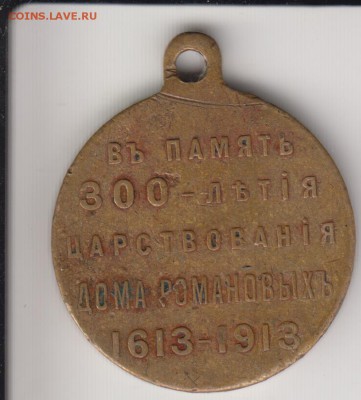 COINS.LAVE.RU
ВЪ ПАМЯТЬ
300-ЛѢТІЯ
ЦАРСТВОВАНІЯ
ДОМА РОМАНОВЫХЪ
1613-1913